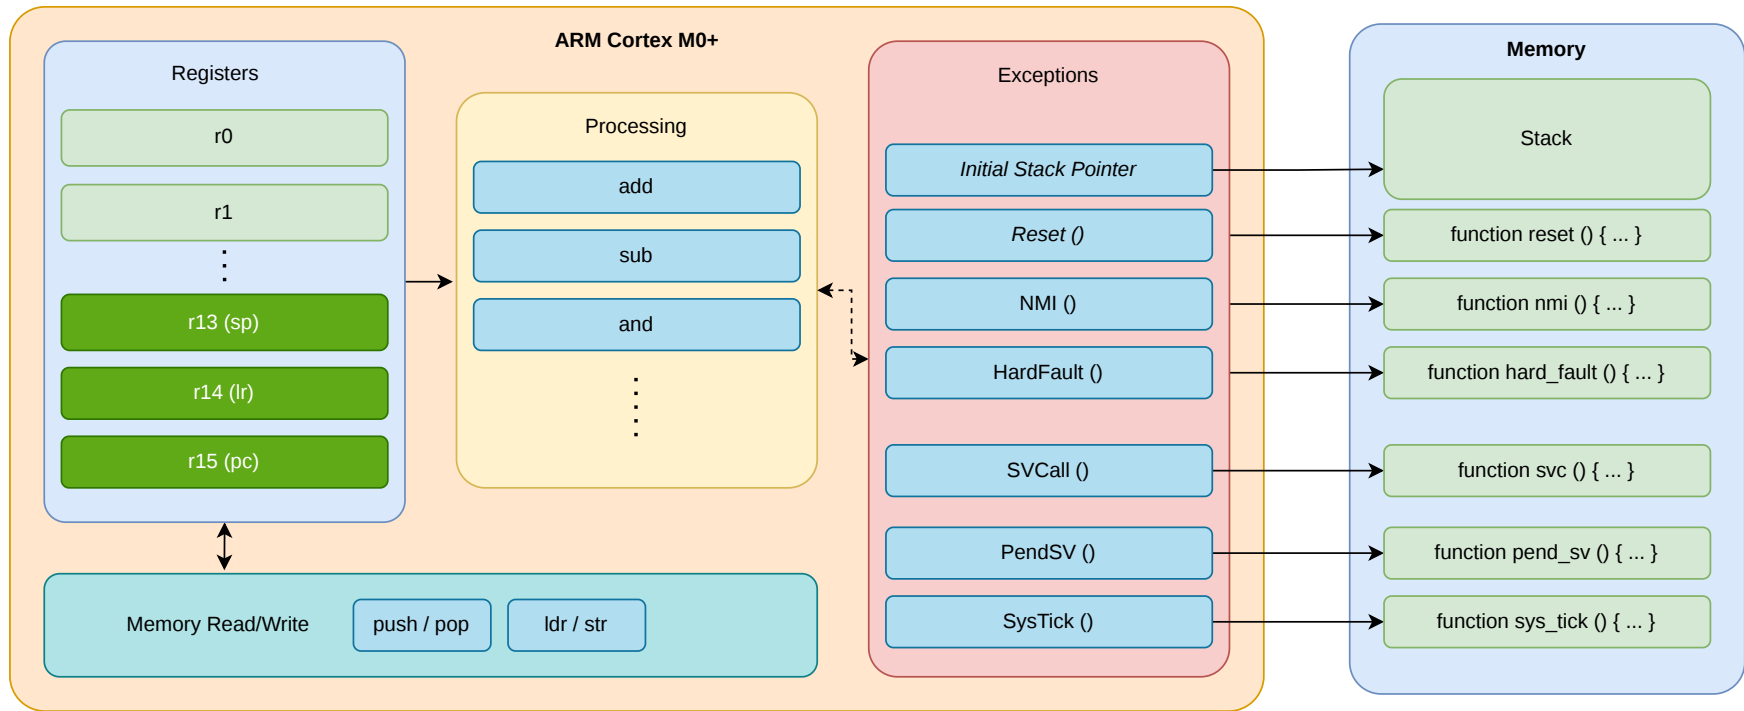 ARM Cortex M0+
Registers
r0
r1
r13 (sp)
r14 (lr)
r15 (pc)
Processing
add
sub
and
Memory Read/Write
push / pop
ldr / str
Exceptions
Initial Stack Pointer
Reset ()
NMI ()
HardFault ()
SVCall ()
PendSV ()
SysTick ()
Memory
Stack
function reset () { ... }
function nmi () { ... }
function hard_fault () { ... }
function svc () { ... }
function pend_sv () { ... }
function sys_tick () { ... }